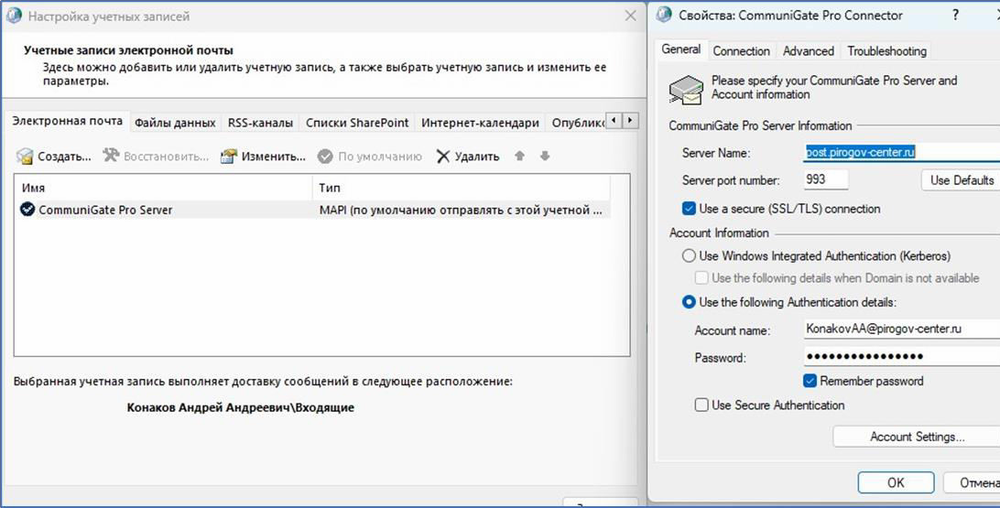 Настройка учетных записей
Учетные записи электронной почты
Здесь можно добавить или удалить учетную запись, а также выбрать учетную запись и изменить ее
параметры.
Электронная почта Файлы данных RSS-каналы Списки SharePoint Интернет-календари Опублик
Создать... Восстановить... Изменить... По умолчанию Удалить
Имя Тип
CommuniGate Pro Server MAPI (по умолчанию отправлять с этой учетной ...
Выбранная учетная запись выполняет доставку сообщений в следующее расположение:
Конаков Андрей Андреевич\Входящие
Свойства: CommuniGate Pro Connector ?
General Connection Advanced Troubleshooting
Please specify your CommuniGate Pro Server and
Account information
CommuniGate Pro Server Information
Server Name: post.pirogov-center.ru
Server port number: 993 Use Defaults
Use a secure (SSL/TLS) connection
Account Information
Use Windows Integrated Authentication (Kerberos)
Use the following details when Domain is not available
Use the following Authentication details:
Account name: KonakovAA@pirogov-center.ru
Password: ●●●●●●●●●●●●●●●●
Remember password
Use Secure Authentication
Account Settings...
OK Отмена